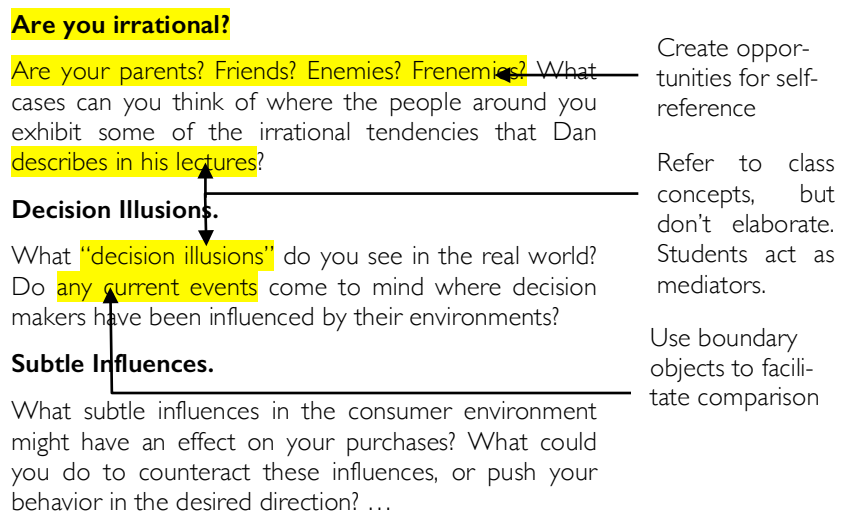 Are you irrational?
Are your parents? Friends? Enemies? Frenemies? What
cases can you think of where the people around you
exhibit some of the irrational tendencies that Dan
describes in his lectures?
Decision Illusions.
What “decision illusions” do you see in the real world?
Do any current events come to mind where decision
makers have been influenced by their environments?
Subtle Influences.
What subtle influences in the consumer environment
might have an effect on your purchases? What could
you do to counteract these influences, or push your
behavior in the desired direction? …
Create oppor-
tunities for self-
reference
Refer to class
concepts, but
don’t elaborate.
Students act as
mediators.
Use boundary
objects to facili-
tate comparison